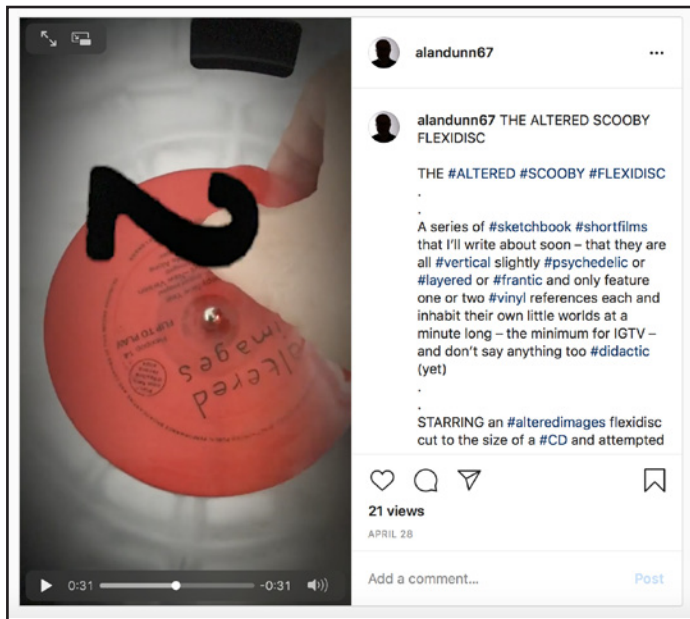 alandunn67
alandunn67 THE ALTERED SCOOBY
FLEXIDISC
THE #ALTERED #SCOOBY #FLEXIDISC
.
.
A series of #sketchbook #shortfilms
that I'll write about soon – that they are
all #vertical slightly #psychedelic or
#layered or #frantic and only feature
one or two #vinyl references each and
inhabit their own little worlds at a
minute long – the minimum for IGTV –
and don't say anything too #didactic
(yet)
.
.
STARRING an #alteredimages flexidisc
cut to the size of a #CD and attempted
21 views
APRIL 28
Add a comment...
Post
2
FLIP TO PLAY
altered
images
0:31
-0:31